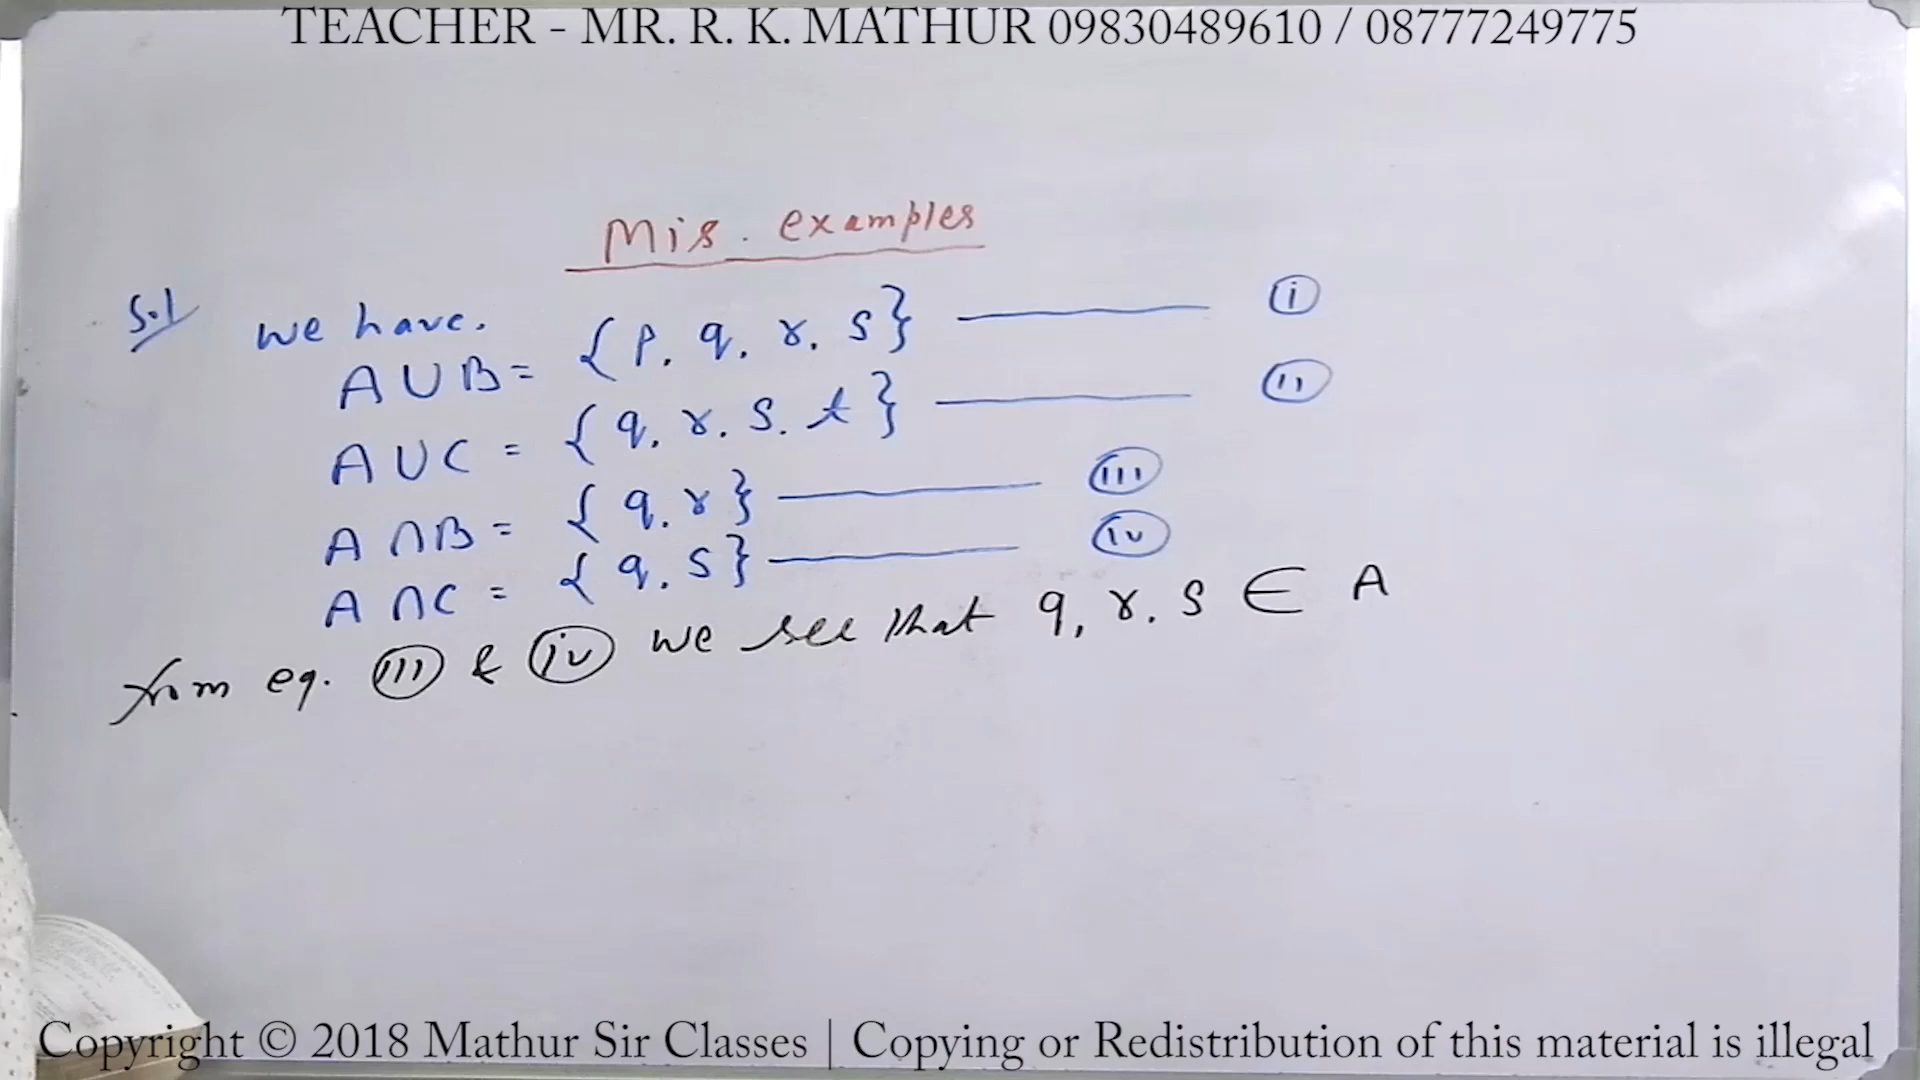 TEACHER - MR. R. K. MATHUR 09830489610 / 08777249775
Mis. examples
Sol we have.
A ∪ B = {p, q, r, s} ——— (i)
A ∪ C = {q, r, s, t} ——— (ii)
A ∩ B = {q, r} ——— (iii)
A ∩ C = {q, s} ——— (iv)
from eq. (iii) & (iv) we see that q, r, s ∈ A
Copyright © 2018 Mathur Sir Classes | Copying or Redistribution of this material is illegal